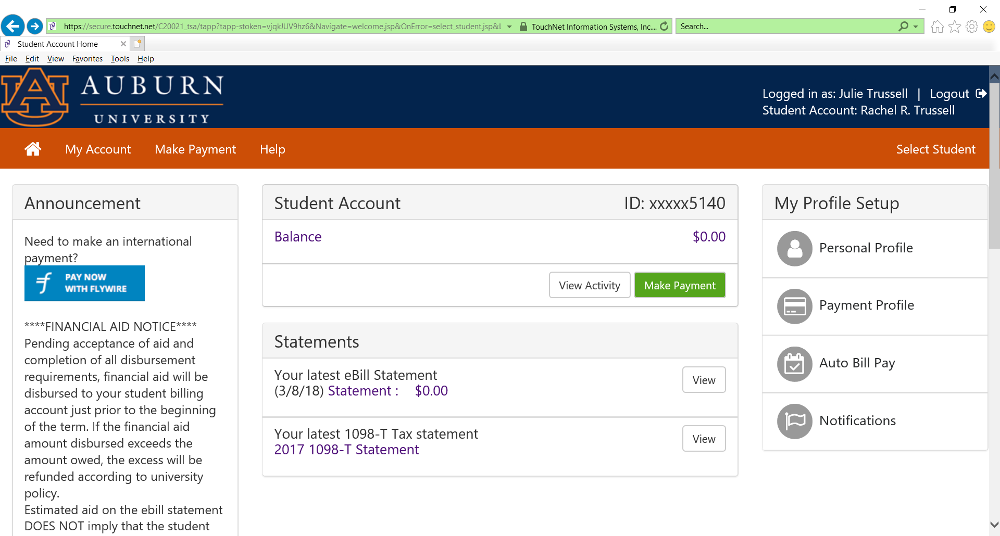 https://secure.touchnet.net/C20021_tsa/tapp?tapp-stoken=vjqkJUV9hz6&Navigate=welcome.jsp&OnError=select_student.jsp&L
TouchNet Information Systems, Inc....
Search...
Student Account Home
File Edit View Favorites Tools Help
AUBURN
UNIVERSITY
Logged in as: Julie Trussell | Logout
Student Account: Rachel R. Trussell
My Account Make Payment Help Select Student
Announcement
Need to make an international
payment?
PAY NOW
WITH FLYWIRE
****FINANCIAL AID NOTICE****
Pending acceptance of aid and
completion of all disbursement
requirements, financial aid will be
disbursed to your student billing
account just prior to the beginning
of the term. If the financial aid
amount disbursed exceeds the
amount owed, the excess will be
refunded according to university
policy.
Estimated aid on the ebill statement
DOES NOT imply that the student
Student Account ID: xxxxx5140
Balance $0.00
View Activity Make Payment
Statements
Your latest eBill Statement
(3/8/18) Statement : $0.00
View
Your latest 1098-T Tax statement
2017 1098-T Statement
View
My Profile Setup
Personal Profile
Payment Profile
Auto Bill Pay
Notifications